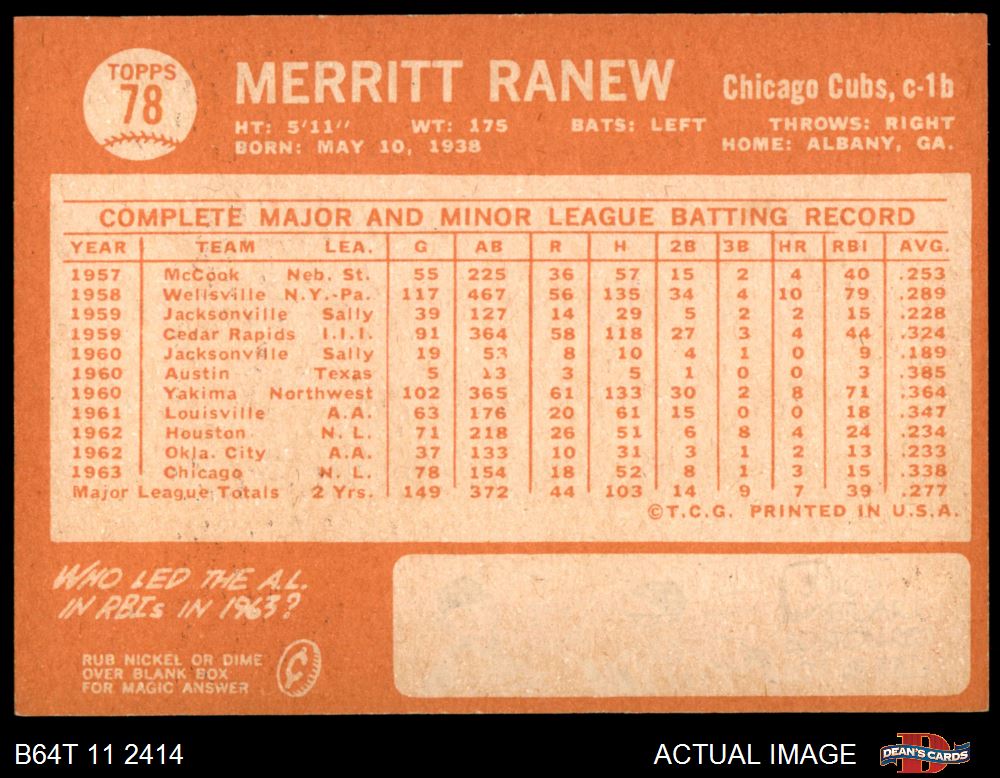 TOPPS
78
MERRITT RANEW
Chicago Cubs, c-1b
HT: 5'11" WT: 175 BATS: LEFT THROWS: RIGHT
BORN: MAY 10, 1938 HOME: ALBANY, GA.
COMPLETE MAJOR AND MINOR LEAGUE BATTING RECORD
YEAR TEAM LEA. G AB R H 2B 3B HR RBI AVG.
1957 McCook Neb. St. 55 225 36 57 15 2 4 40 .253
1958 Wellsville N.Y.-Pa. 117 467 56 135 34 4 10 79 .289
1959 Jacksonville Sally 39 127 14 29 5 2 2 15 .228
1959 Cedar Rapids I.I.I. 91 364 58 118 27 3 4 44 .324
1960 Jacksonville Sally 19 53 8 10 4 1 0 9 .189
1960 Austin Texas 5 13 3 5 1 0 0 3 .385
1960 Yakima Northwest 102 365 61 133 30 2 8 71 .364
1961 Louisville A.A. 63 176 20 61 15 0 0 18 .347
1962 Houston N. L. 71 218 26 51 6 8 4 24 .234
1962 Okla. City A.A. 37 133 10 31 3 1 2 13 .233
1963 Chicago N. L. 78 154 18 52 8 1 3 15 .338
Major League Totals 2 Yrs. 149 372 44 103 14 9 7 39 .277
©T.C.G. PRINTED IN U.S.A.
WHO LED THE A.L.
IN RBIs IN 1963?
RUB NICKEL OR DIME
OVER BLANK BOX
FOR MAGIC ANSWER
B64T 11 2414
ACTUAL IMAGE
DEAN'S CARDS